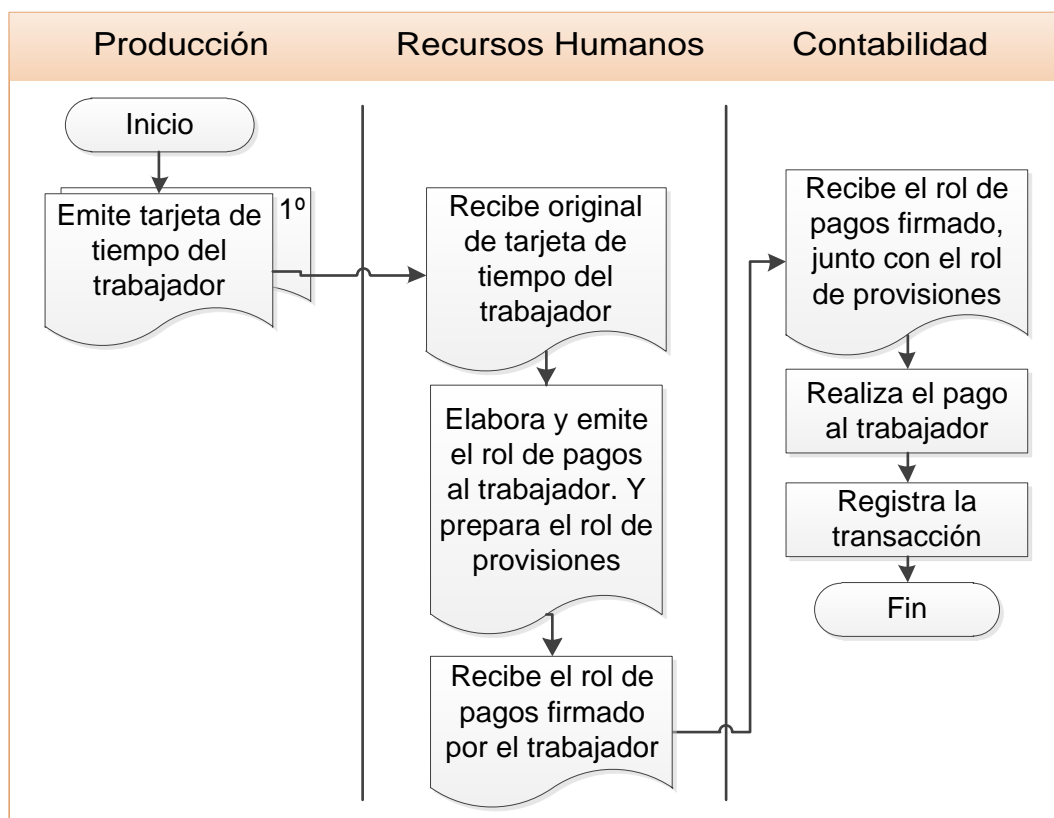 Producción
Recursos Humanos
Contabilidad
Inicio
1º
Emite tarjeta de
tiempo del
trabajador
Recibe original
de tarjeta de
tiempo del
trabajador
Elabora y emite
el rol de pagos
al trabajador. Y
prepara el rol de
provisiones
Recibe el rol de
pagos firmado
por el trabajador
Recibe el rol de
pagos firmado,
junto con el rol
de provisiones
Realiza el pago
al trabajador
Registra la
transacción
Fin